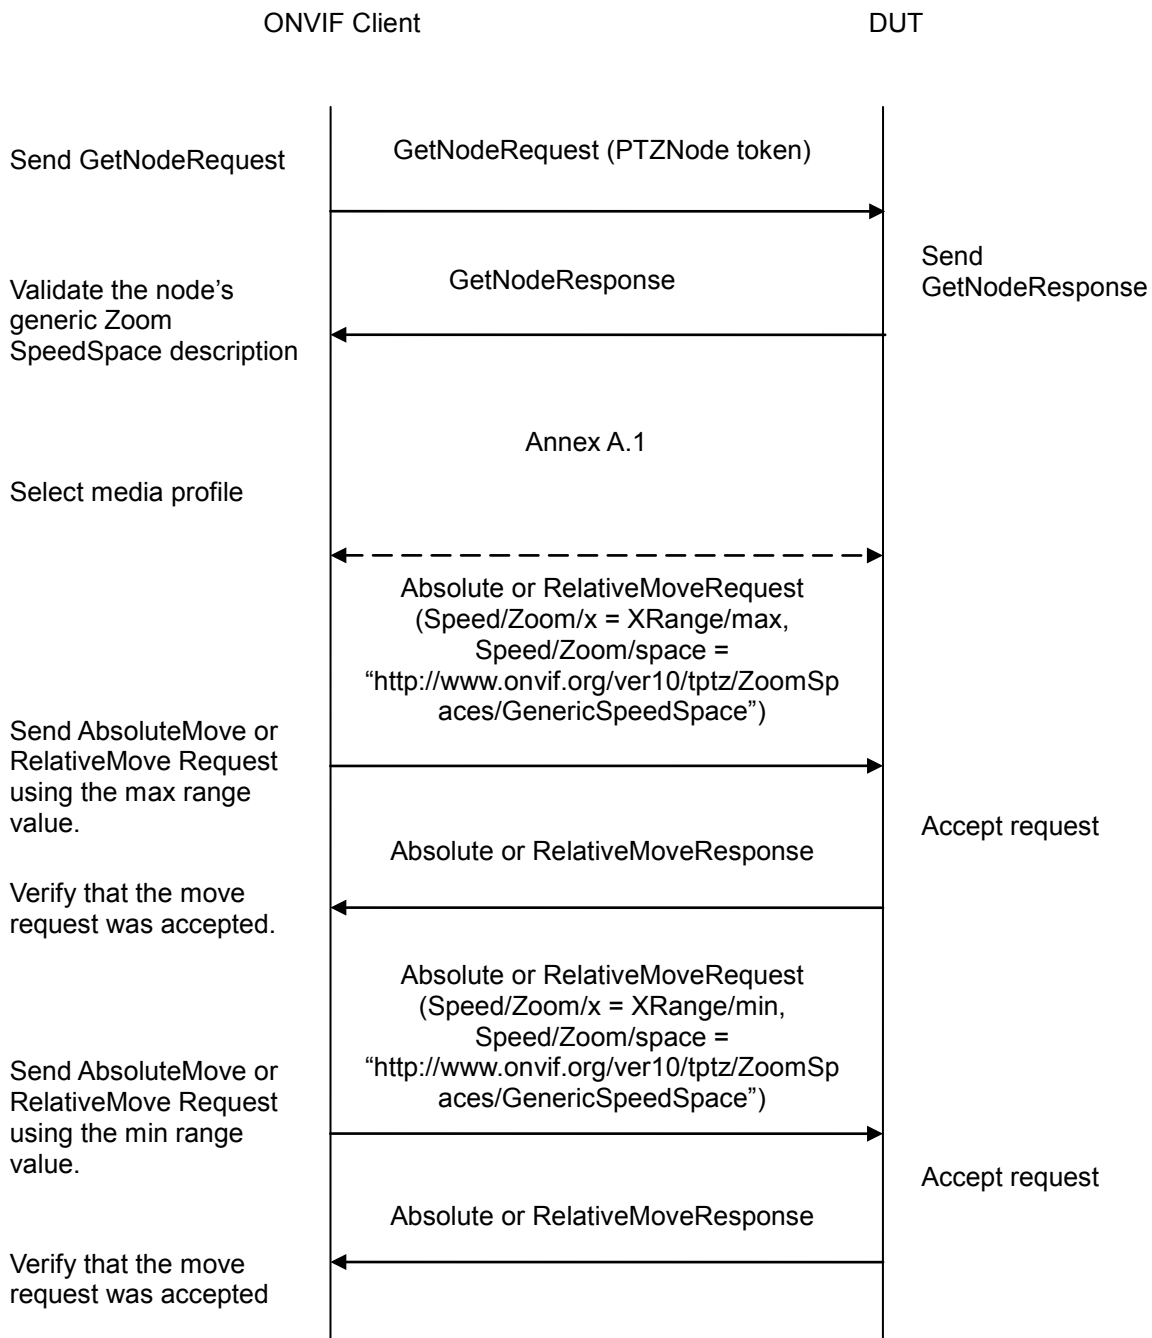 ONVIF Client
DUT
Send GetNodeRequest
GetNodeRequest (PTZNode token)
Send
GetNodeResponse
GetNodeResponse
Validate the node’s
generic Zoom
SpeedSpace description
Annex A.1
Select media profile
Absolute or RelativeMoveRequest
(Speed/Zoom/x = XRange/max,
Speed/Zoom/space =
“http://www.onvif.org/ver10/tptz/ZoomSp
aces/GenericSpeedSpace”)
Send AbsoluteMove or
RelativeMove Request
using the max range
value.
Accept request
Absolute or RelativeMoveResponse
Verify that the move
request was accepted.
Absolute or RelativeMoveRequest
(Speed/Zoom/x = XRange/min,
Speed/Zoom/space =
“http://www.onvif.org/ver10/tptz/ZoomSp
aces/GenericSpeedSpace”)
Send AbsoluteMove or
RelativeMove Request
using the min range
value.
Accept request
Absolute or RelativeMoveResponse
Verify that the move
request was accepted